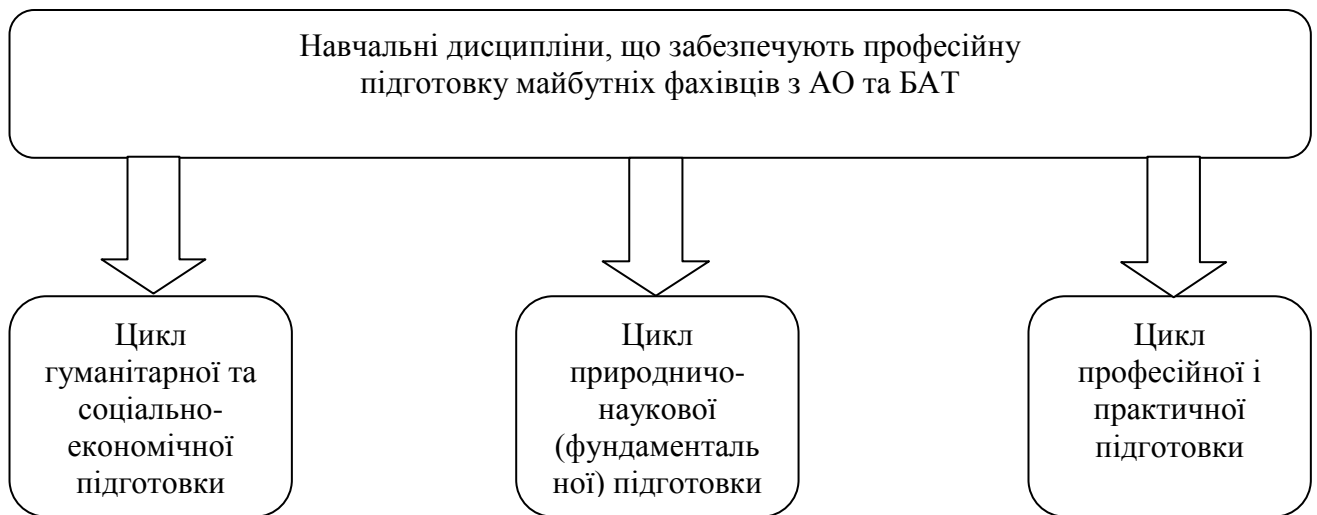 Навчальні дисципліни, що забезпечують професійну
підготовку майбутніх фахівців з АО та БАТ
Цикл
гуманітарної та
соціально-
економічної
підготовки
Цикл
природничо-
наукової
(фундаменталь
ної) підготовки
Цикл
професійної і
практичної
підготовки